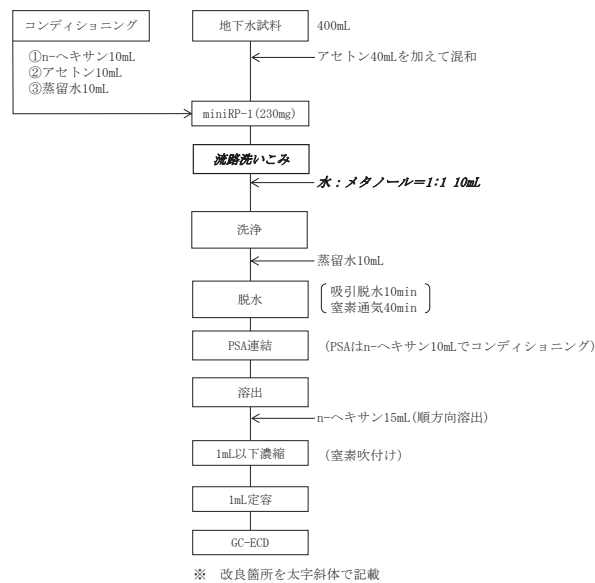 コンディショニング
①n-ヘキサン10mL
②アセトン10mL
③蒸留水10mL
地下水試料 400mL
アセトン40mLを加えて混和
miniRP-1(230mg)
流路洗いこみ
水：メタノール＝1:1 10mL
洗浄
蒸留水10mL
脱水
吸引脱水10min
窒素通気40min
PSA連結 (PSAはn-ヘキサン10mLでコンディショニング)
溶出
n-ヘキサン15mL(順方向溶出)
1mL以下濃縮 (窒素吹付け)
1mL定容
GC-ECD
※　改良箇所を太字斜体で記載